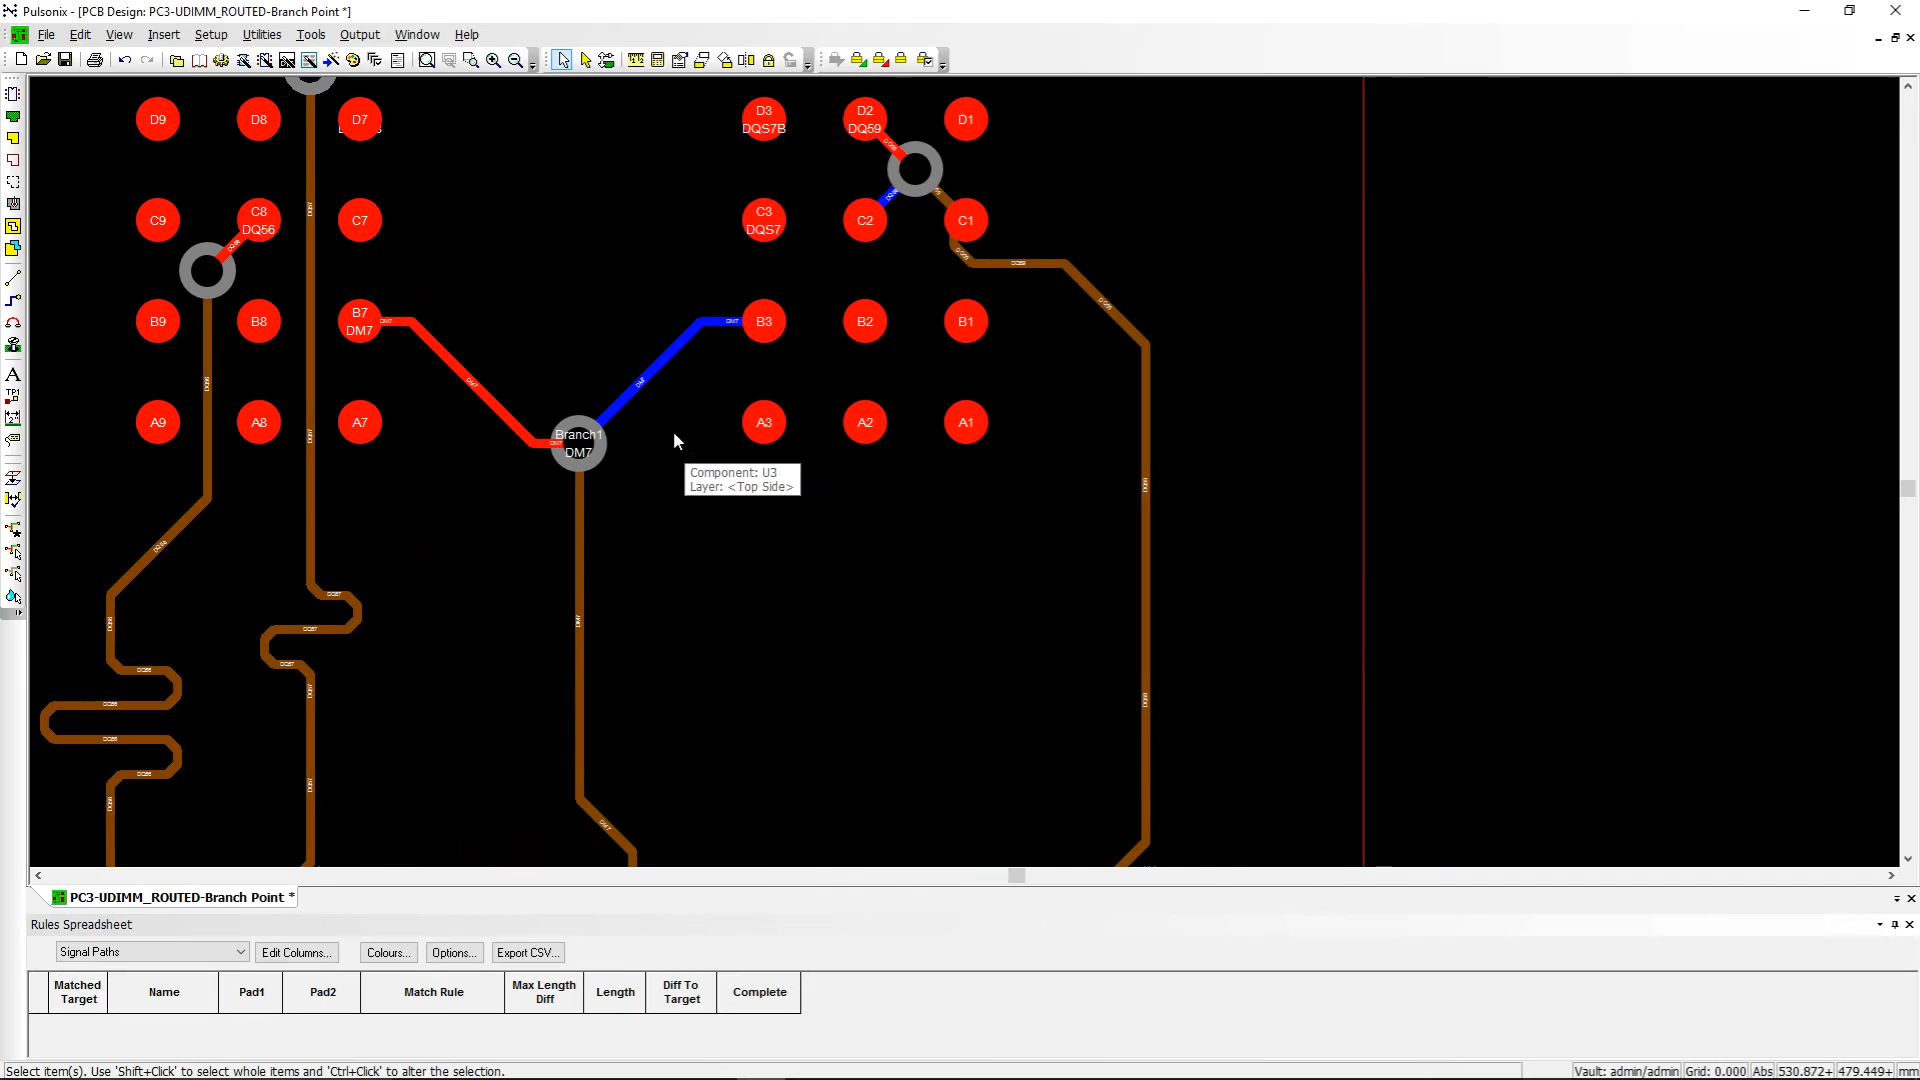 Pulsonix - [PCB Design: PC3-UDIMM_ROUTED-Branch Point *]
File Edit View Insert Setup Utilities Tools Output Window Help
D9 D8 D7 D3 DQS7B D2 DQ59 D1
C9 C8 DQ56 C7 C3 DQS7 C2 C1
B9 B8 B7 DM7 B3 B2 B1
A9 A8 A7 Branch1 DM7 A3 A2 A1
Component: U3
Layer: <Top Side>
PC3-UDIMM_ROUTED-Branch Point *
Rules Spreadsheet
Signal Paths Edit Columns... Colours... Options... Export CSV...
Matched Target Name Pad1 Pad2 Match Rule Max Length Diff Length Diff To Target Complete
Select item(s). Use 'Shift+Click' to select whole items and 'Ctrl+Click' to alter the selection.
Vault: admin/admin Grid: 0.000 Abs 530.872+ 479.449+ mm